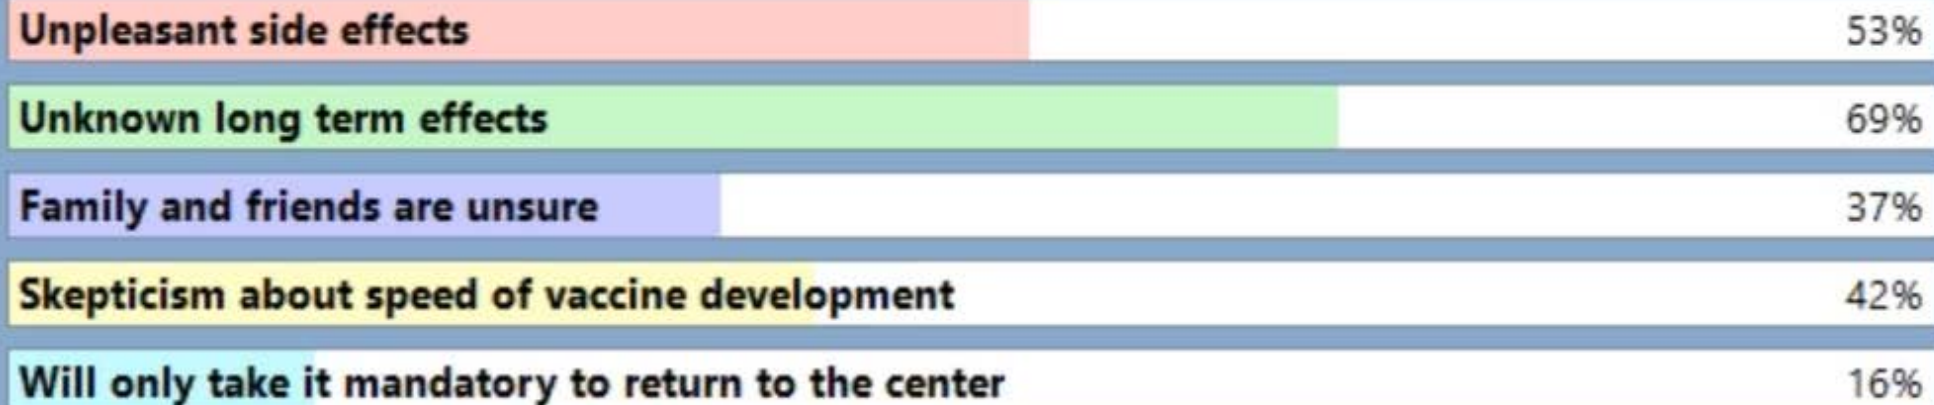 Unpleasant side effects 53%
Unknown long term effects 69%
Family and friends are unsure 37%
Skepticism about speed of vaccine development 42%
Will only take it mandatory to return to the center 16%